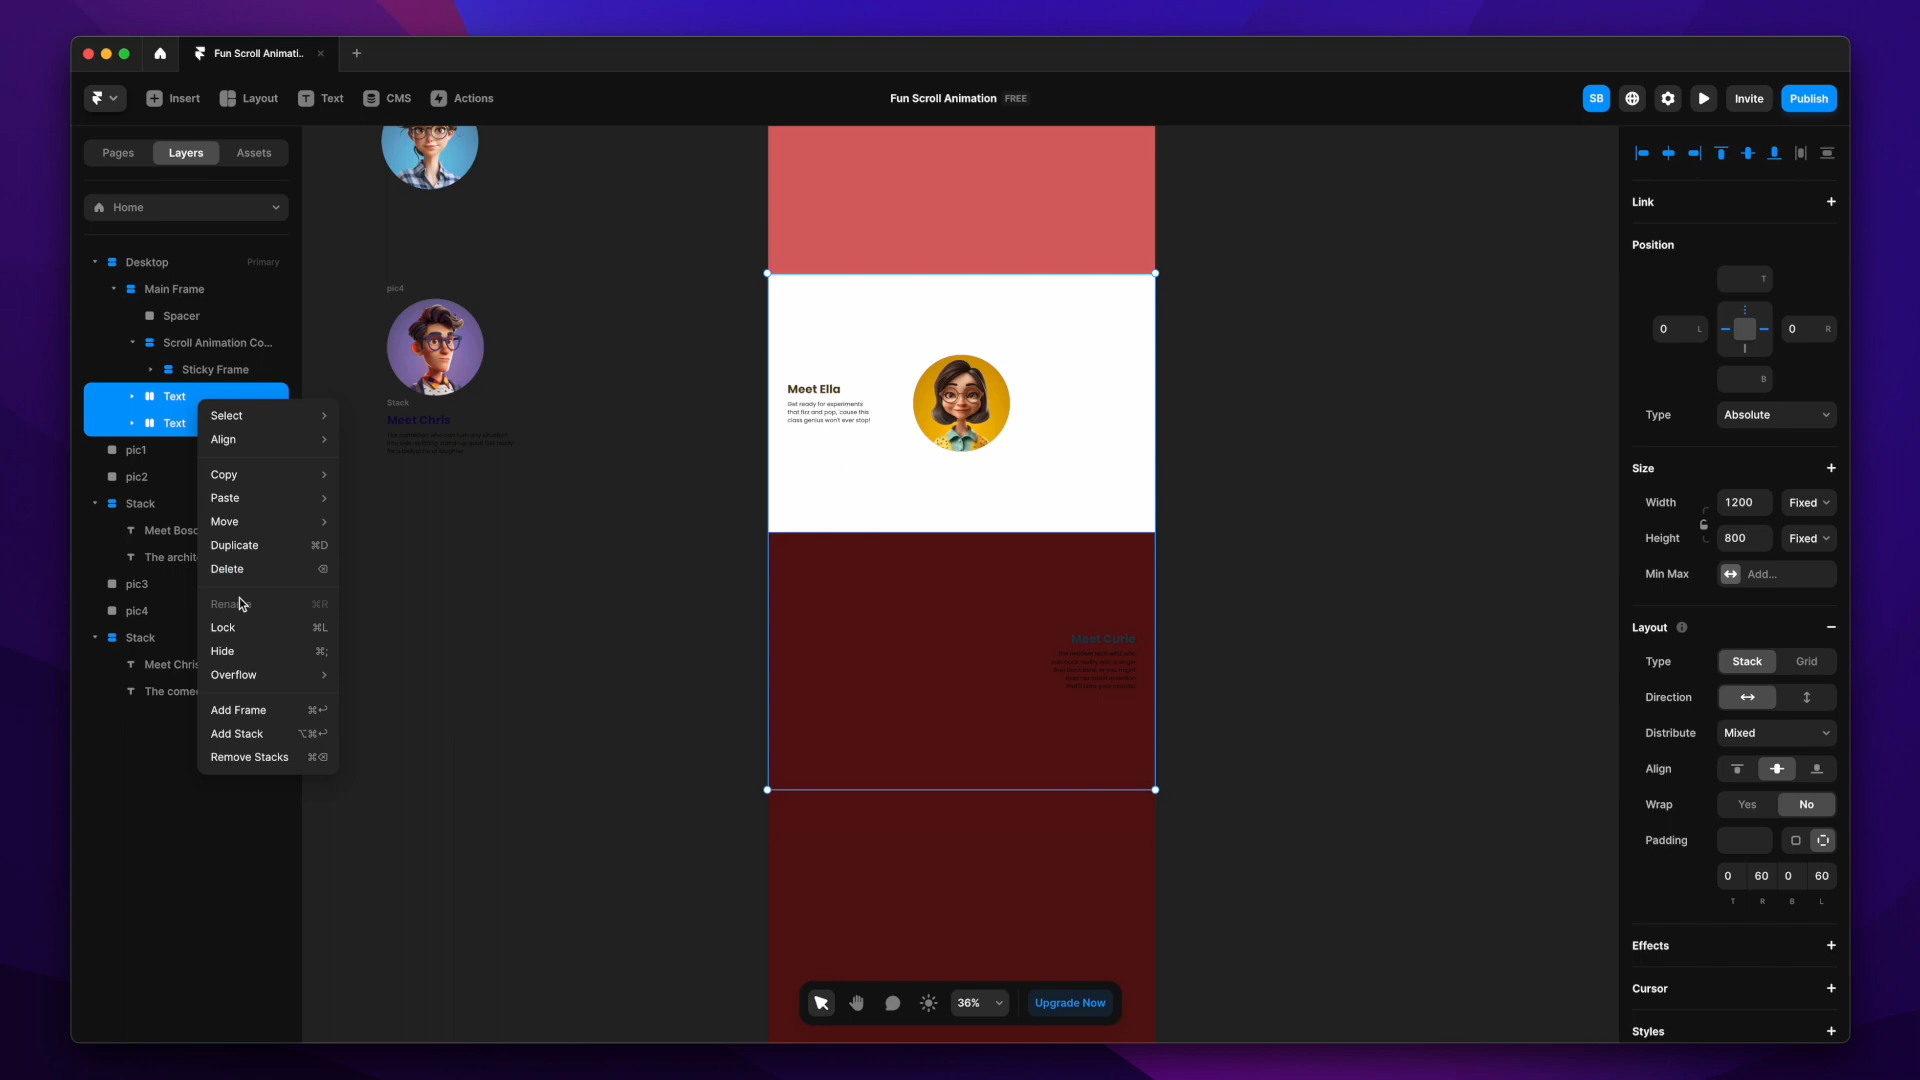 Fun Scroll Animati..
Insert
Layout
Text
CMS
Actions
Fun Scroll Animation FREE
SB
Invite
Publish
Pages
Layers
Assets
Home
Desktop
Primary
Main Frame
Spacer
Scroll Animation Co...
Sticky Frame
Text
Text
pic1
pic2
Stack
Meet Bosc
The archit
pic3
pic4
Stack
Meet Chris
The come
Select
Align
Copy
Paste
Move
Duplicate ⌘D
Delete ⌫
Rename ⌘R
Lock ⌘L
Hide ⌘;
Overflow
Add Frame ⌘↩
Add Stack ⌥⌘↩
Remove Stacks ⌘⌫
pic4
Stack
Meet Chris
Meet Ella
Get ready for experiments
that fizz and pop, 'cause this
class genius won't ever stop!
Meet Curie
36%
Upgrade Now
Link
Position
T
0 L
0 R
B
Type Absolute
Size
Width 1200 Fixed
Height 800 Fixed
Min Max Add...
Layout
Type Stack Grid
Direction
Distribute Mixed
Align
Wrap Yes No
Padding
0 60 0 60
T R B L
Effects
Cursor
Styles